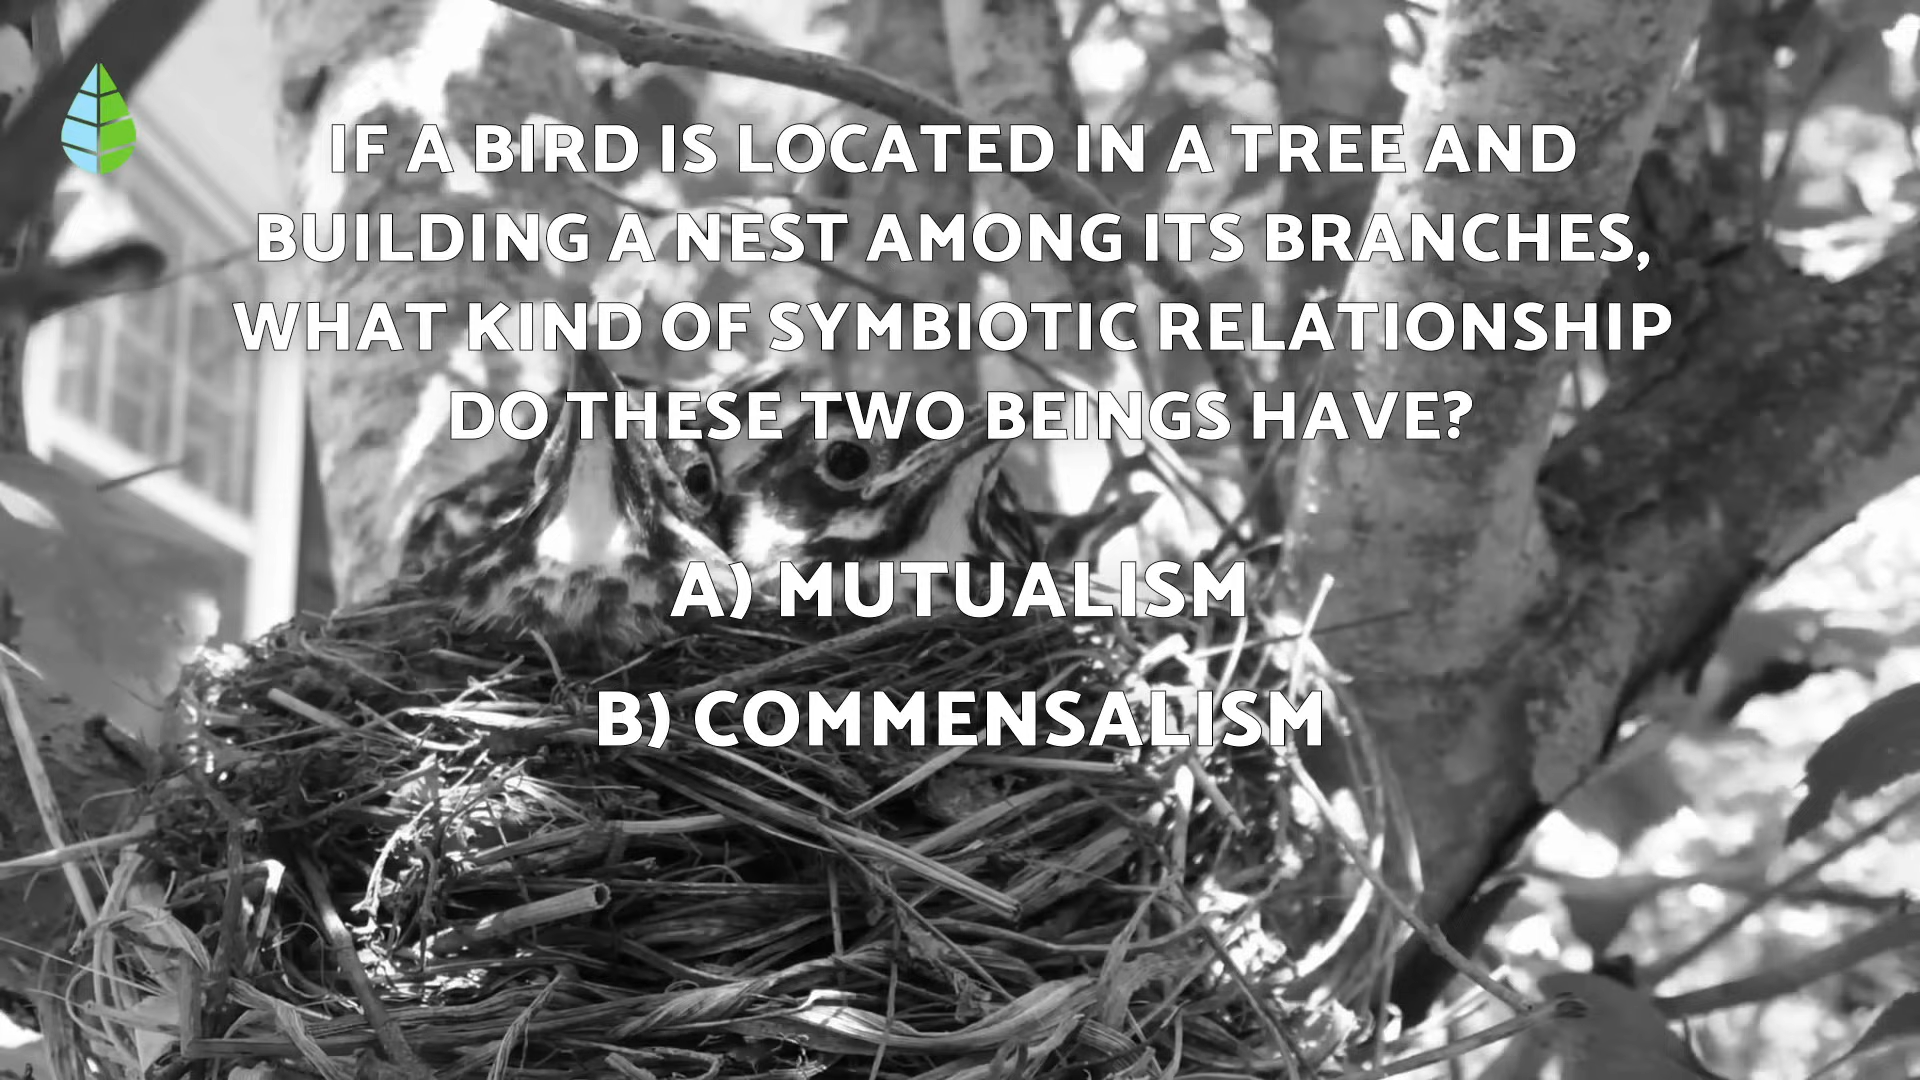 IF A BIRD IS LOCATED IN A TREE AND
BUILDING A NEST AMONG ITS BRANCHES,
WHAT KIND OF SYMBIOTIC RELATIONSHIP
DO THESE TWO BEINGS HAVE?
A) MUTUALISM
B) COMMENSALISM